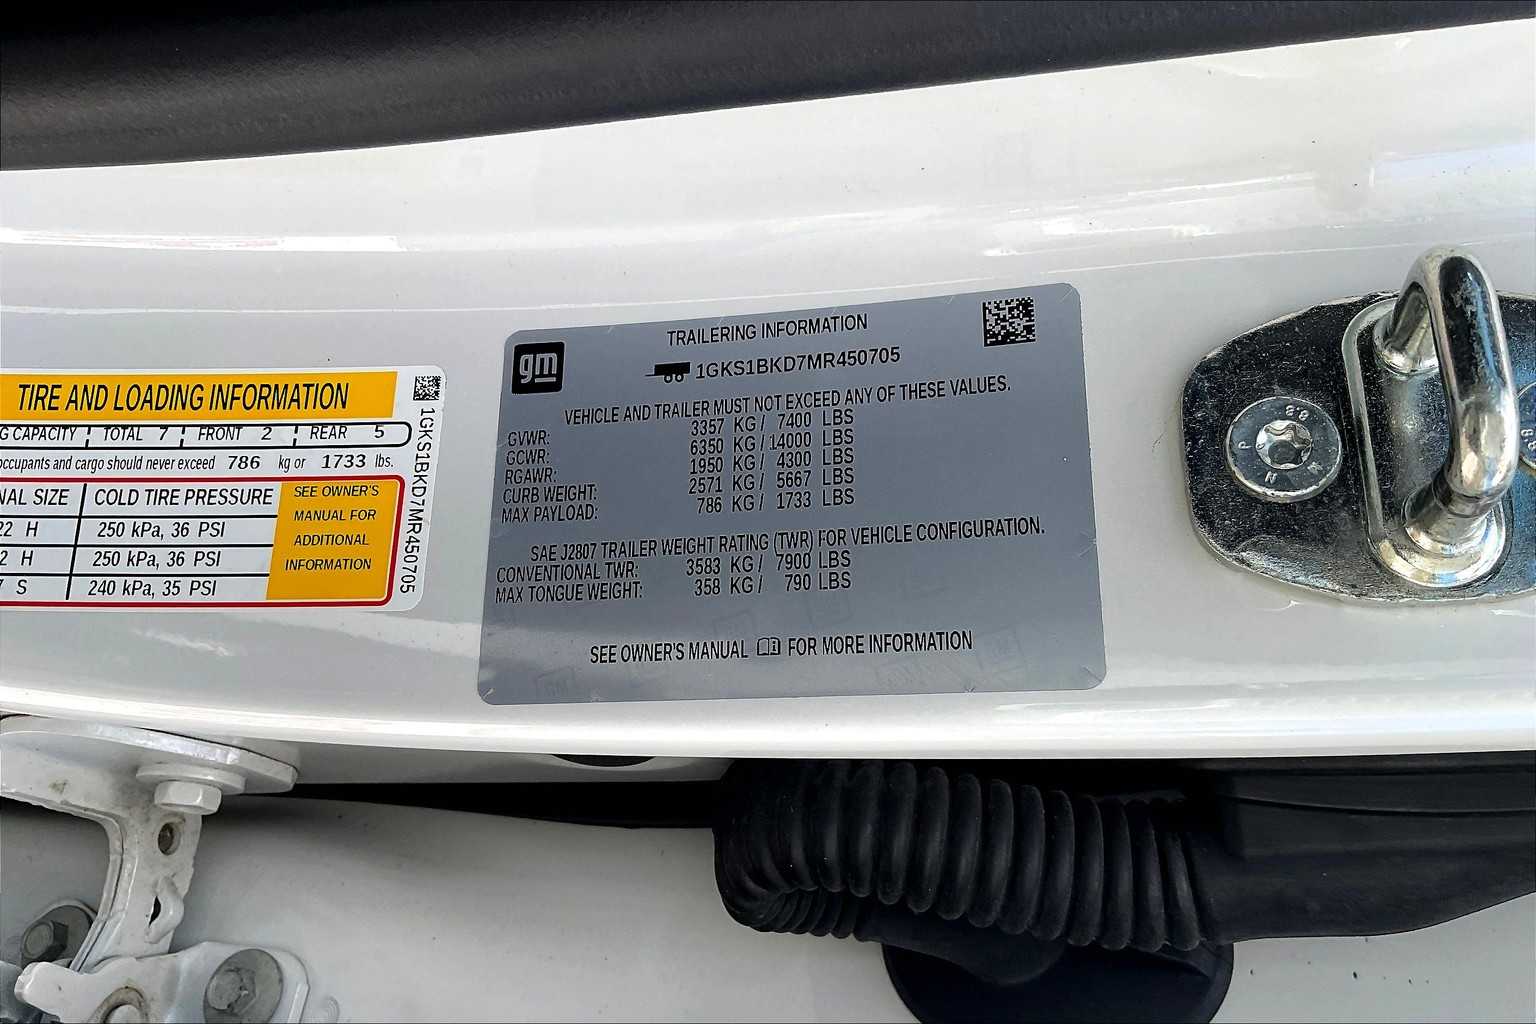 TIRE AND LOADING INFORMATION
CAPACITY TOTAL 7 FRONT 2 REAR 5
occupants and cargo should never exceed 786 kg or 1733 lbs.
SIZE COLD TIRE PRESSURE
22 H 250 kPa, 36 PSI
2 H 250 kPa, 36 PSI
S 240 kPa, 35 PSI
SEE OWNER'S
MANUAL FOR
ADDITIONAL
INFORMATION
1GKS1BKD7MR450705
gm
TRAILERING INFORMATION
1GKS1BKD7MR450705
VEHICLE AND TRAILER MUST NOT EXCEED ANY OF THESE VALUES.
GVWR: 3357 KG / 7400 LBS
GCWR: 6350 KG / 14000 LBS
RGAWR: 1950 KG / 4300 LBS
CURB WEIGHT: 2571 KG / 5667 LBS
MAX PAYLOAD: 786 KG / 1733 LBS
SAE J2807 TRAILER WEIGHT RATING (TWR) FOR VEHICLE CONFIGURATION.
CONVENTIONAL TWR: 3583 KG / 7900 LBS
MAX TONGUE WEIGHT: 358 KG / 790 LBS
SEE OWNER'S MANUAL FOR MORE INFORMATION
8.8